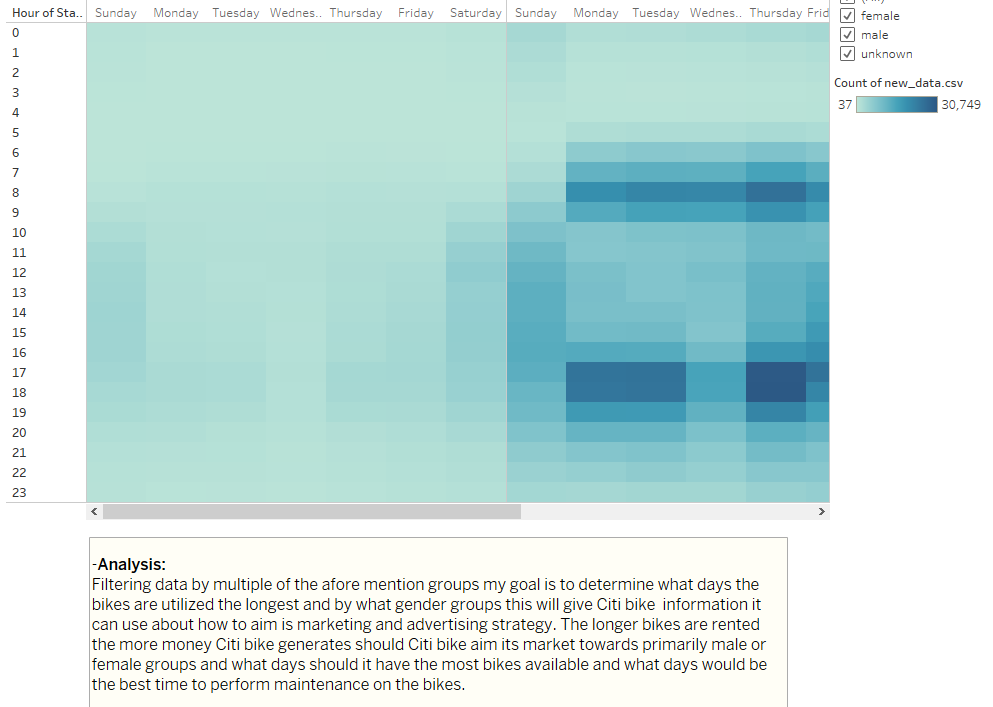 Hour of Sta.. Sunday Monday Tuesday Wednes.. Thursday Friday Saturday Sunday Monday Tuesday Wednes.. Thursday Frid
0
1
2
3
4
5
6
7
8
9
10
11
12
13
14
15
16
17
18
19
20
21
22
23
female
male
unknown
Count of new_data.csv
37 30,749
-Analysis:
Filtering data by multiple of the afore mention groups my goal is to determine what days the
bikes are utilized the longest and by what gender groups this will give Citi bike information it
can use about how to aim is marketing and advertising strategy. The longer bikes are rented
the more money Citi bike generates should Citi bike aim its market towards primarily male or
female groups and what days should it have the most bikes available and what days would be
the best time to perform maintenance on the bikes.